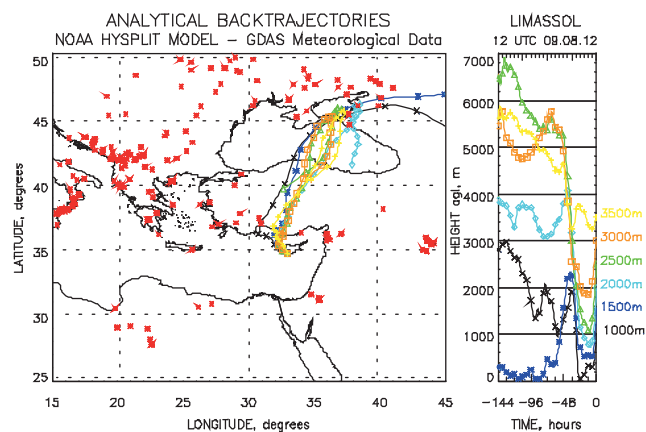 ANALYTICAL BACKTRAJECTORIES
NOAA HYSPLIT MODEL – GDAS Meteorological Data
LIMASSOL
12 UTC 09.08.12
50
45
40
35
30
25
LATITUDE, degrees
15 20 25 30 35 40 45
LONGITUDE, degrees
7000
6000
5000
4000
3000
2000
1000
0
HEIGHT agl, m
3500m
3000m
2500m
2000m
1500m
1000m
-144 -96 -48 0
TIME, hours